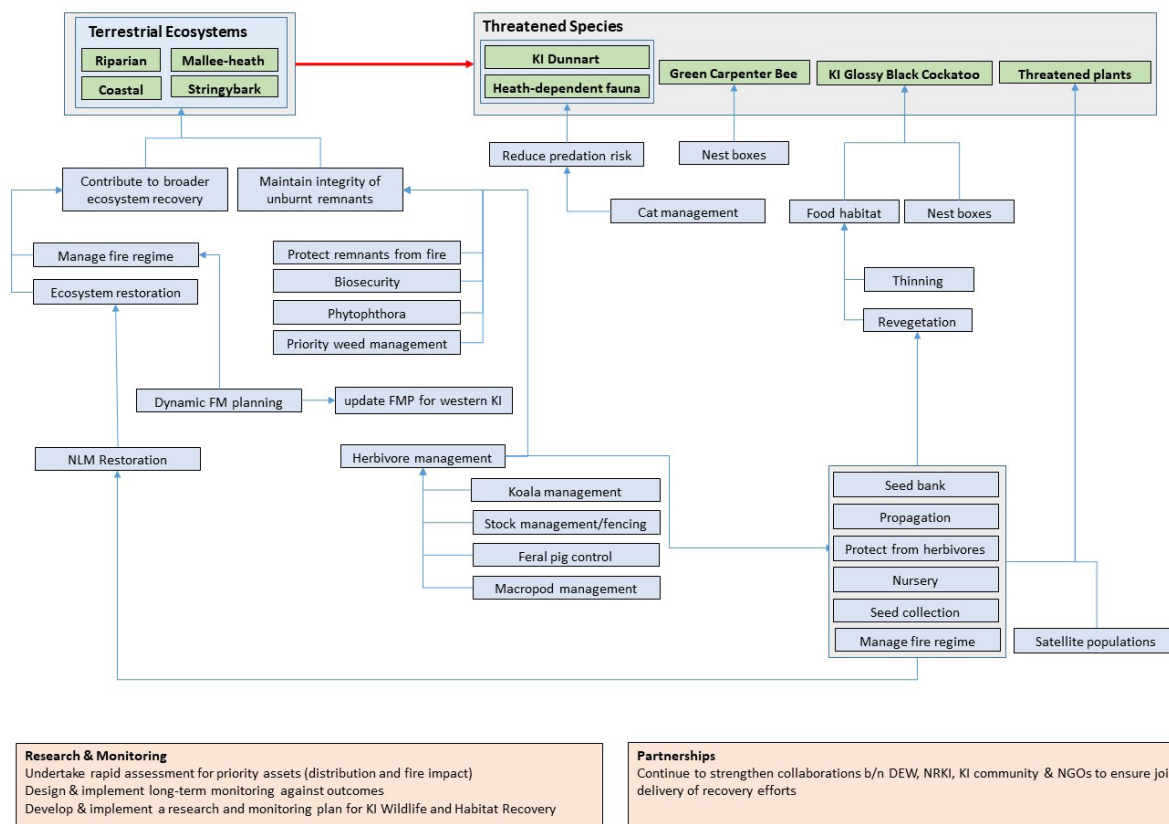 Terrestrial Ecosystems
Riparian
Mallee-heath
Coastal
Stringybark
Threatened Species
KI Dunnart
Heath-dependent fauna
Green Carpenter Bee
KI Glossy Black Cockatoo
Threatened plants
Contribute to broader
ecosystem recovery
Maintain integrity of
unburnt remnants
Reduce predation risk
Nest boxes
Cat management
Food habitat
Nest boxes
Manage fire regime
Ecosystem restoration
Protect remnants from fire
Biosecurity
Phytophthora
Priority weed management
Thinning
Revegetation
Dynamic FM planning
update FMP for western KI
NLM Restoration
Herbivore management
Koala management
Stock management/fencing
Feral pig control
Macropod management
Seed bank
Propagation
Protect from herbivores
Nursery
Seed collection
Manage fire regime
Satellite populations
Research & Monitoring
Undertake rapid assessment for priority assets (distribution and fire impact)
Design & implement long-term monitoring against outcomes
Develop & implement a research and monitoring plan for KI Wildlife and Habitat Recovery
Partnerships
Continue to strengthen collaborations b/n DEW, NRKI, KI community & NGOs to ensure joi
delivery of recovery efforts